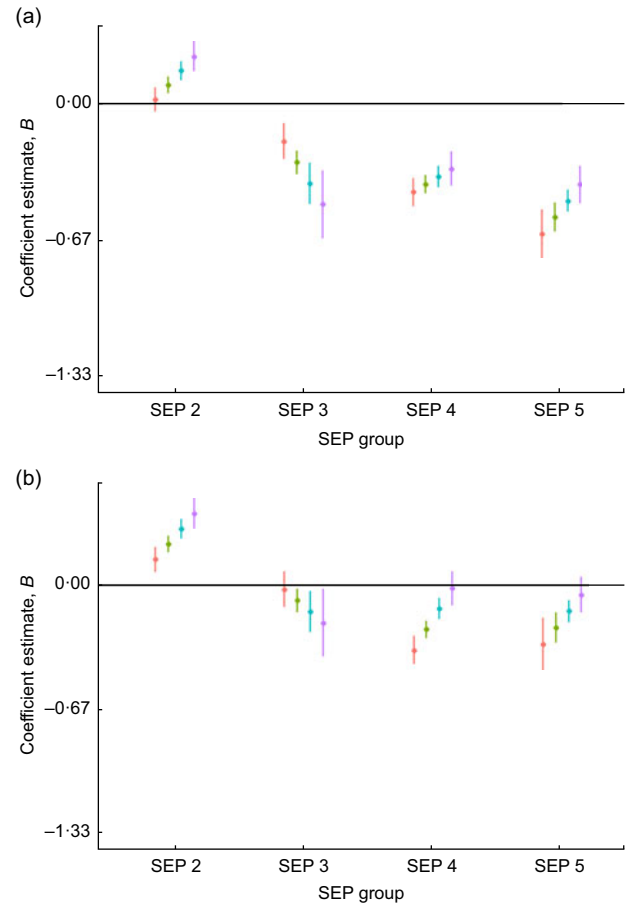 (a)
0·00
–0·67
–1·33
Coefficient estimate, B
SEP 2 SEP 3 SEP 4 SEP 5
SEP group
(b)
0·00
–0·67
–1·33
Coefficient estimate, B
SEP 2 SEP 3 SEP 4 SEP 5
SEP group